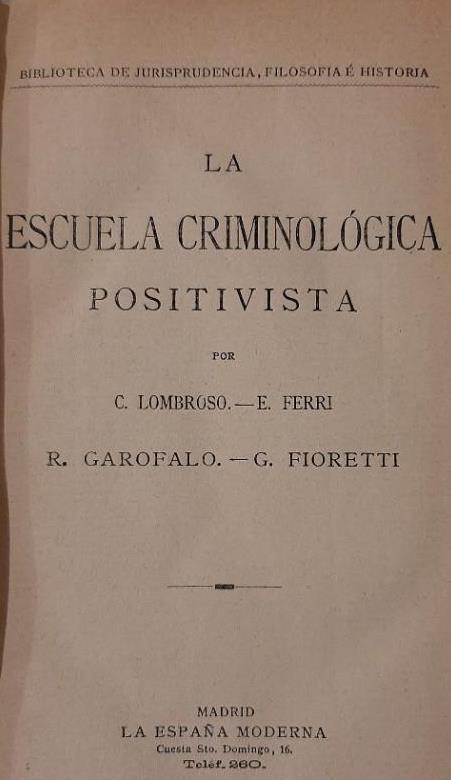 BIBLIOTECA DE JURISPRUDENCIA, FILOSOFIA É HISTORIA
LA
ESCUELA CRIMINOLÓGICA
POSITIVISTA
POR
C. LOMBROSO.—E. FERRI
R. GAROFALO.—G. FIORETTI
MADRID
LA ESPAÑA MODERNA
Cuesta Sto. Domingo, 16.
Teléf. 260.